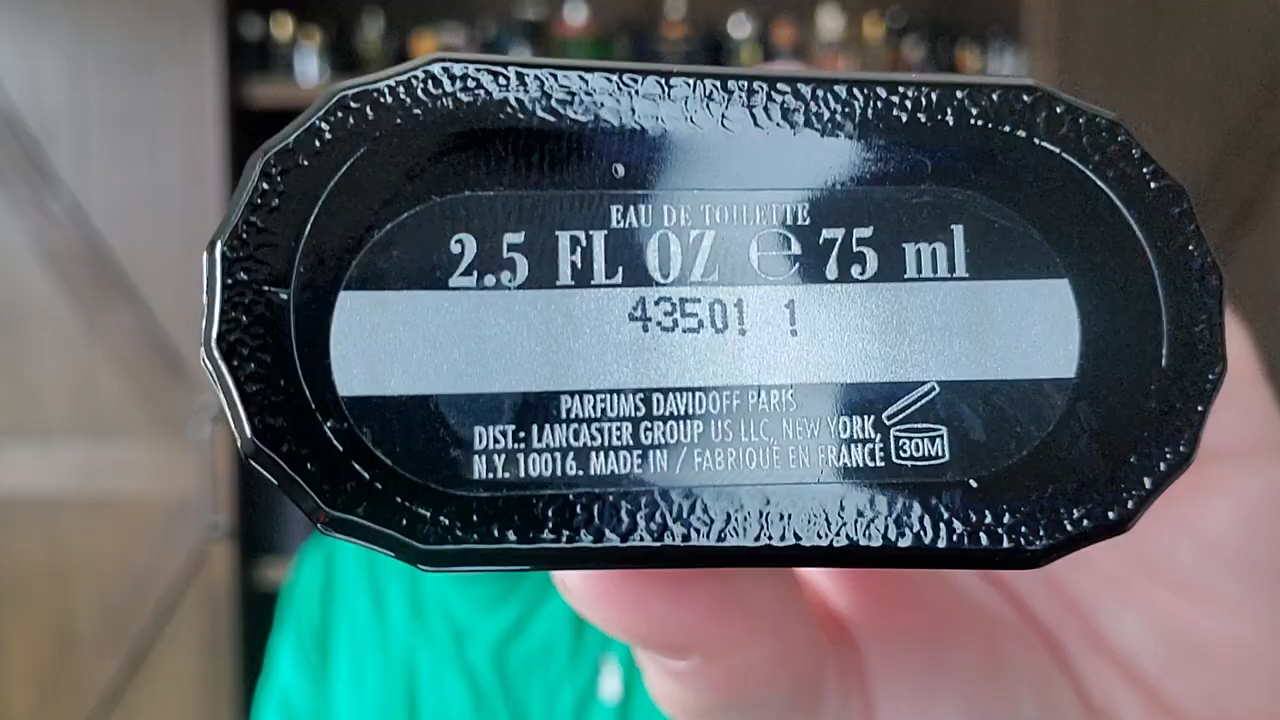 EAU DE TOILETTE
2.5 FL OZ ℮ 75 ml
43501 1
PARFUMS DAVIDOFF PARIS
DIST.: LANCASTER GROUP US LLC, NEW YORK,
N.Y. 10016. MADE IN / FABRIQUÉ EN FRANCE
30M